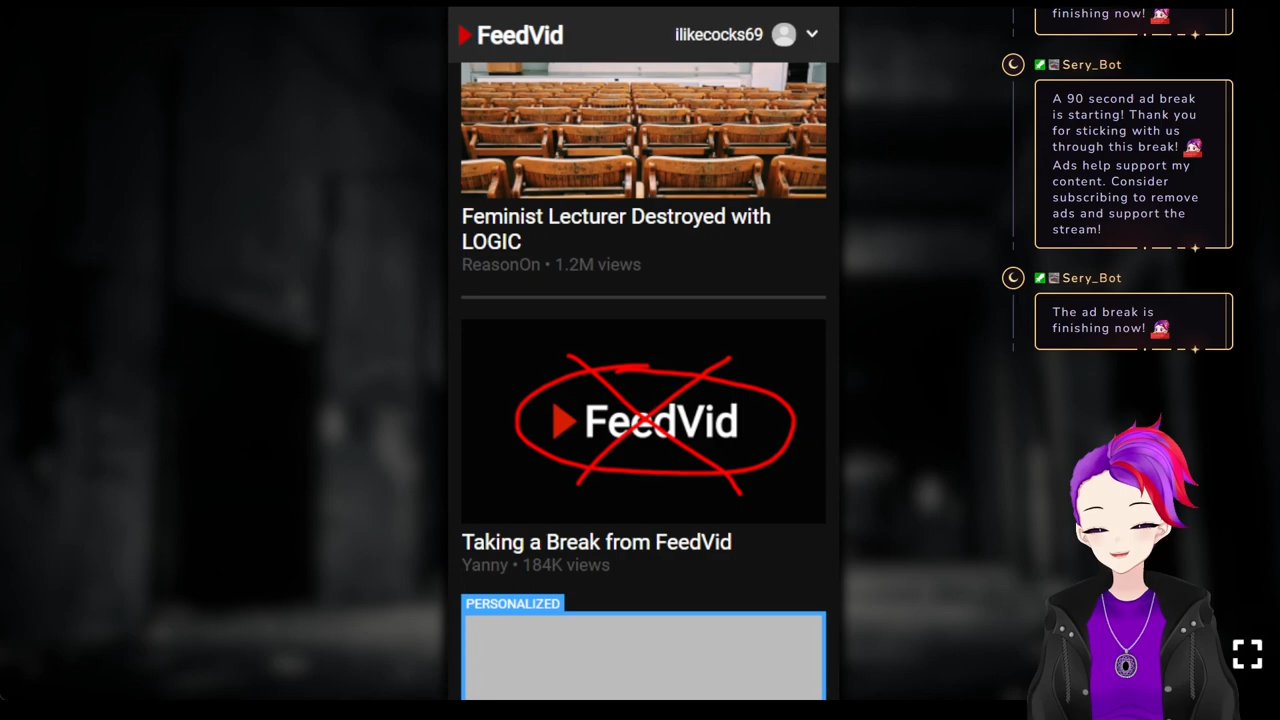 FeedVid
ilikecocks69
Feminist Lecturer Destroyed with
LOGIC
ReasonOn • 1.2M views
FeedVid
Taking a Break from FeedVid
Yanny • 184K views
PERSONALIZED
finishing now!
Sery_Bot
A 90 second ad break
is starting! Thank you
for sticking with us
through this break!
Ads help support my
content. Consider
subscribing to remove
ads and support the
stream!
Sery_Bot
The ad break is
finishing now!